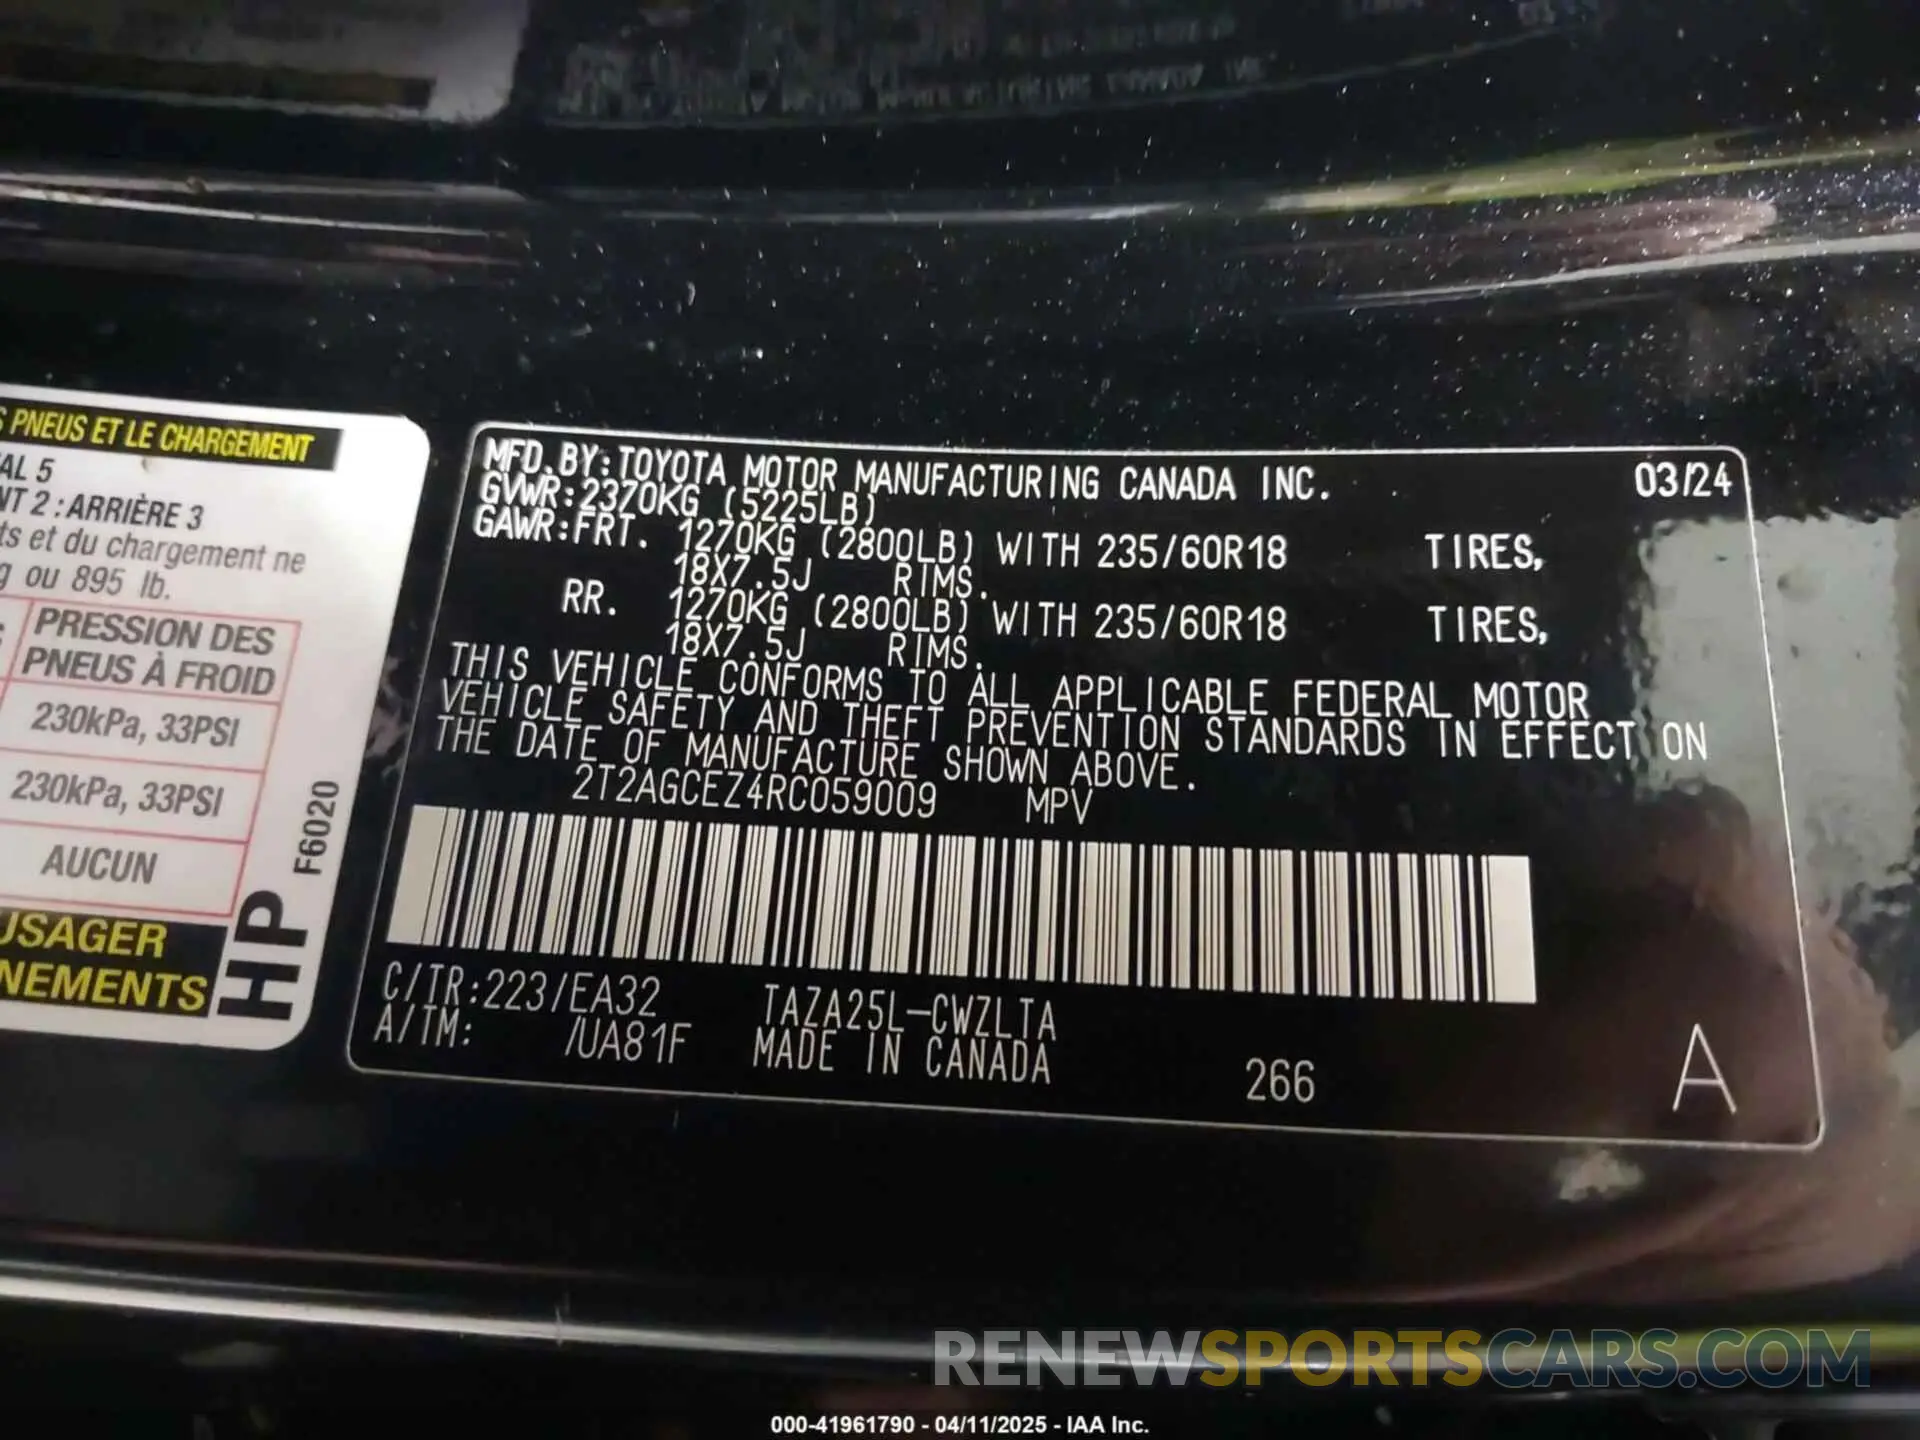 S PNEUS ET LE CHARGEMENT
AL 5
NT 2 : ARRIÈRE 3
ts et du chargement ne
g ou 895 lb.
PRESSION DES
PNEUS À FROID
230kPa, 33PSI
230kPa, 33PSI
AUCUN
USAGER
NEMENTS
HP
F6020
MFD.BY:TOYOTA MOTOR MANUFACTURING CANADA INC. 03/24
GVWR:2370KG (5225LB)
GAWR:FRT. 1270KG (2800LB) WITH 235/60R18 TIRES,
18X7.5J RIMS.
RR. 1270KG (2800LB) WITH 235/60R18 TIRES,
18X7.5J RIMS.
THIS VEHICLE CONFORMS TO ALL APPLICABLE FEDERAL MOTOR
VEHICLE SAFETY AND THEFT PREVENTION STANDARDS IN EFFECT ON
THE DATE OF MANUFACTURE SHOWN ABOVE.
2T2AGCEZ4RC059009 MPV
C/TR:223/EA32 TAZA25L-CWZLTA
A/TM: /UA81F MADE IN CANADA 266 A
RENEWSPORTSCARS.COM
000-41961790 - 04/11/2025 - IAA Inc.